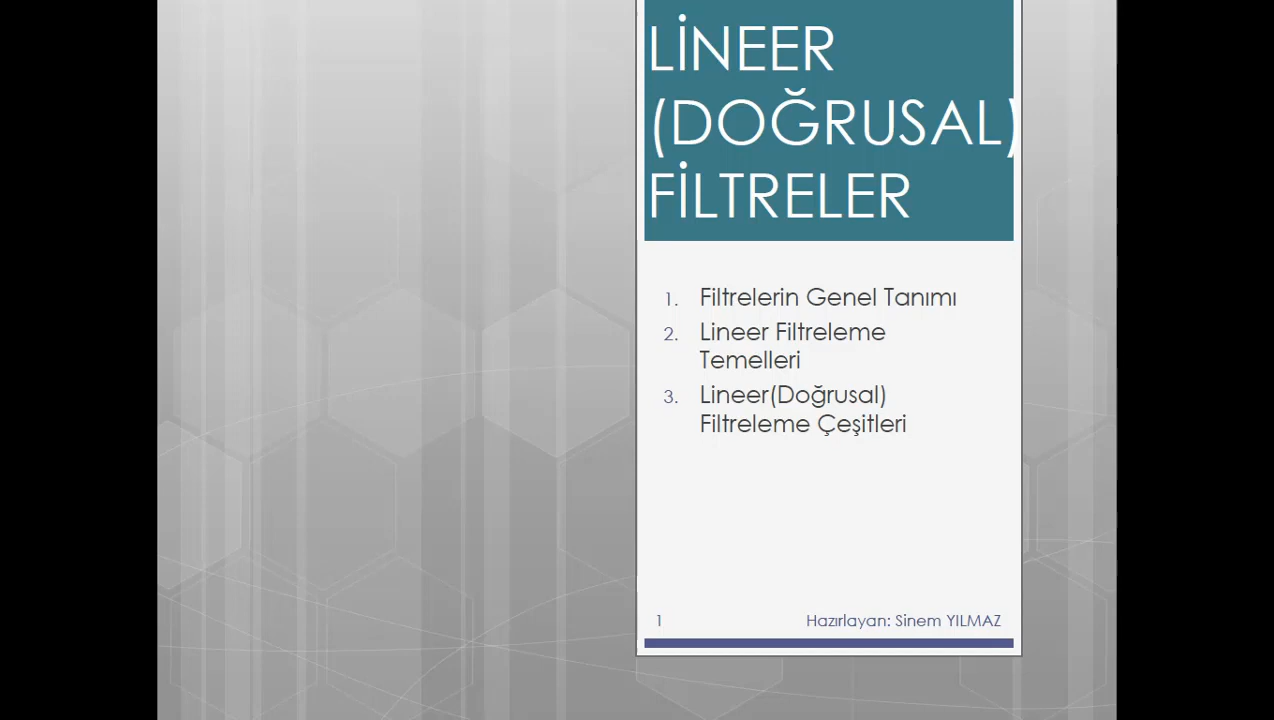 LİNEER
(DOĞRUSAL)
FİLTRELER
1. Filtrelerin Genel Tanımı
2. Lineer Filtreleme
Temelleri
3. Lineer(Doğrusal)
Filtreleme Çeşitleri
1 Hazırlayan: Sinem YILMAZ